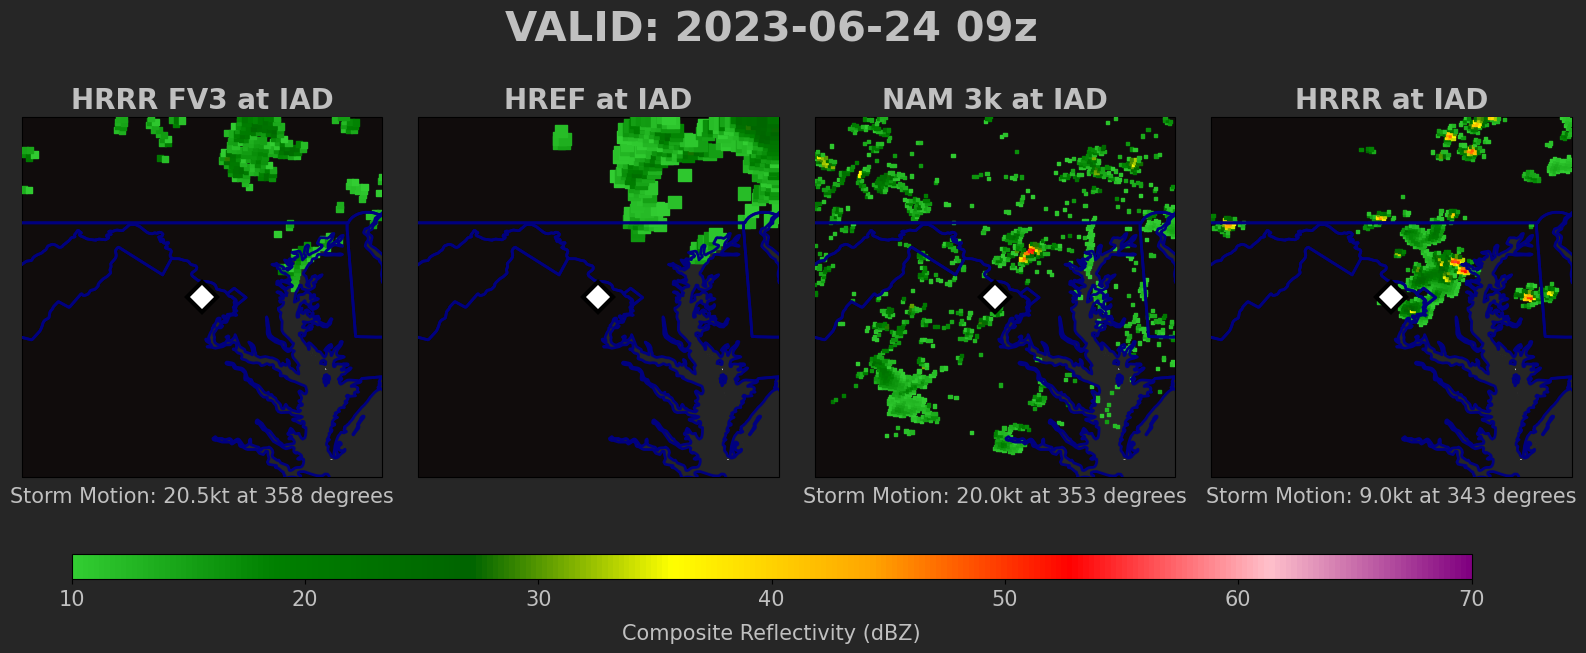 VALID: 2023-06-24 09z
HRRR FV3 at IAD
HREF at IAD
NAM 3k at IAD
HRRR at IAD
Storm Motion: 20.5kt at 358 degrees
Storm Motion: 20.0kt at 353 degrees
Storm Motion: 9.0kt at 343 degrees
10 20 30 40 50 60 70
Composite Reflectivity (dBZ)